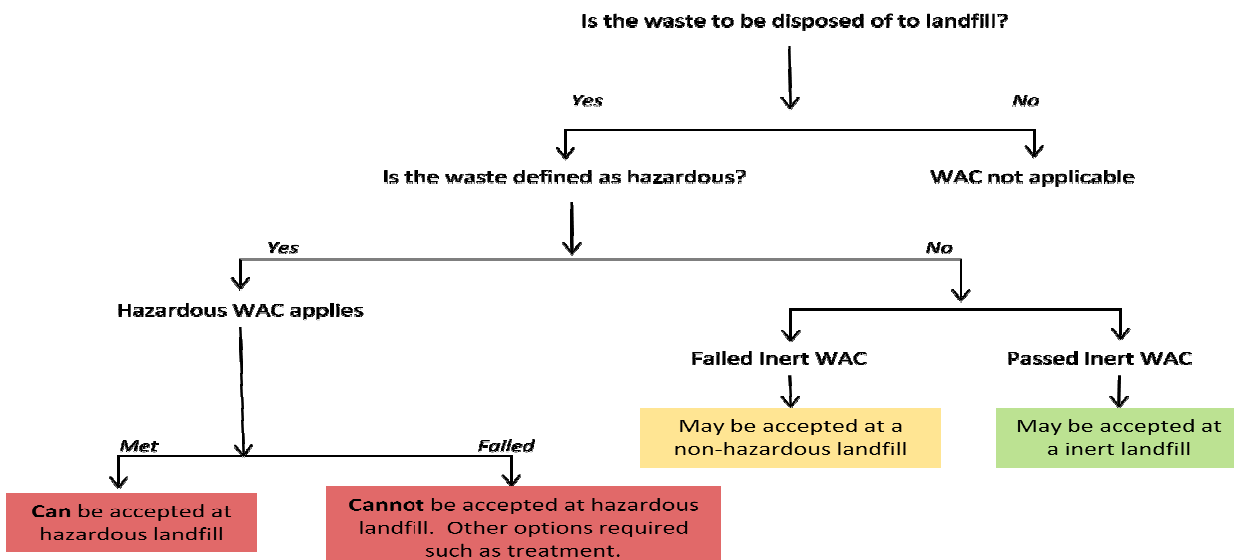 Is the waste to be disposed of to landfill?
Yes
No
Is the waste defined as hazardous?
WAC not applicable
Yes
No
Hazardous WAC applies
Failed Inert WAC
Passed Inert WAC
May be accepted at a
non-hazardous landfill
May be accepted at
a inert landfill
Met
Failed
Can be accepted at
hazardous landfill
Cannot be accepted at hazardous
landfill. Other options required
such as treatment.